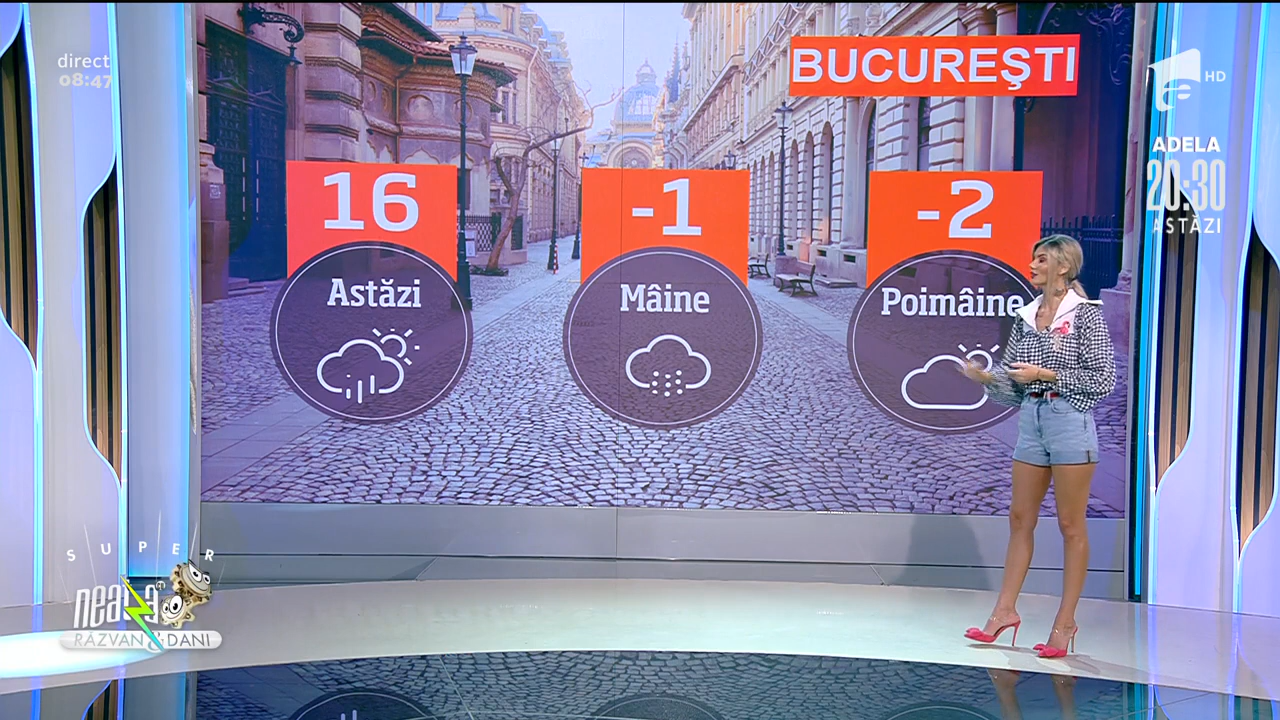 direct
08:47
BUCUREŞTI
HD
ADELA
20:30
ASTĂZI
16
Astăzi
-1
Mâine
-2
Poimâine
SUPER
neatza
RĂZVAN & DANI